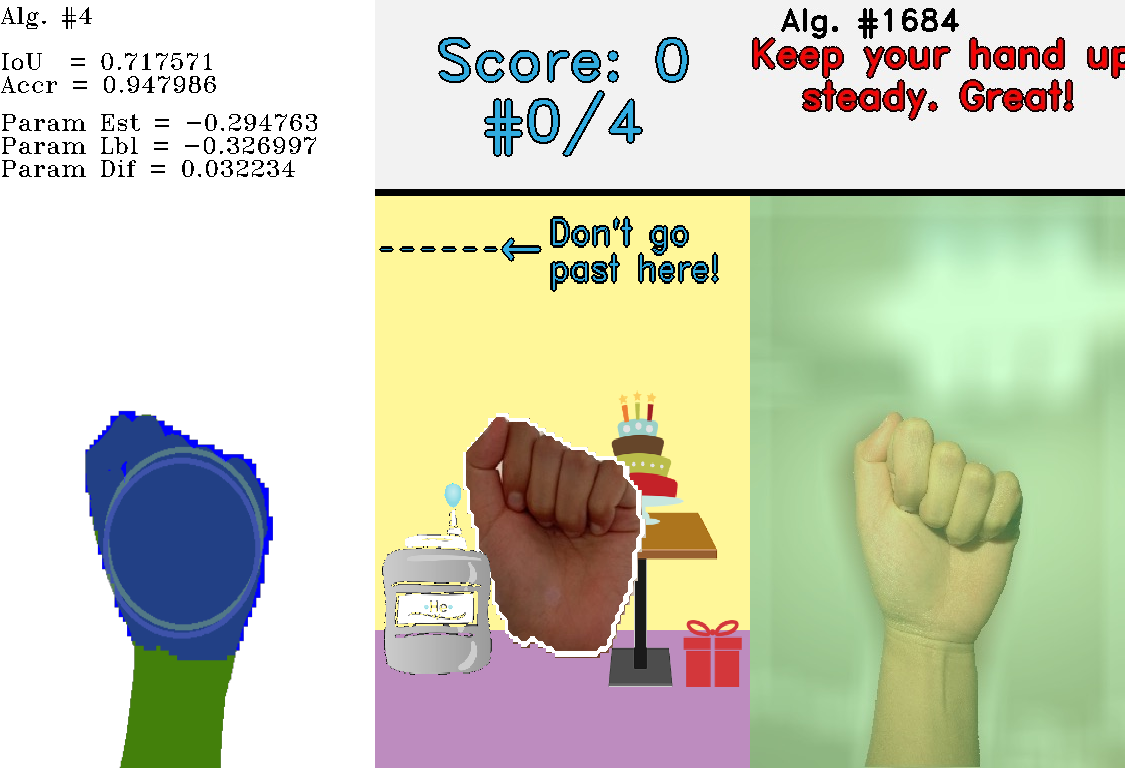 Alg. #4
IoU = 0.717571
Accr = 0.947986
Param Est = −0.294763
Param Lbl = −0.326997
Param Dif = 0.032234
Score: 0
#0/4
Alg. #1684
Keep your hand up
steady. Great!
Don't go
past here!